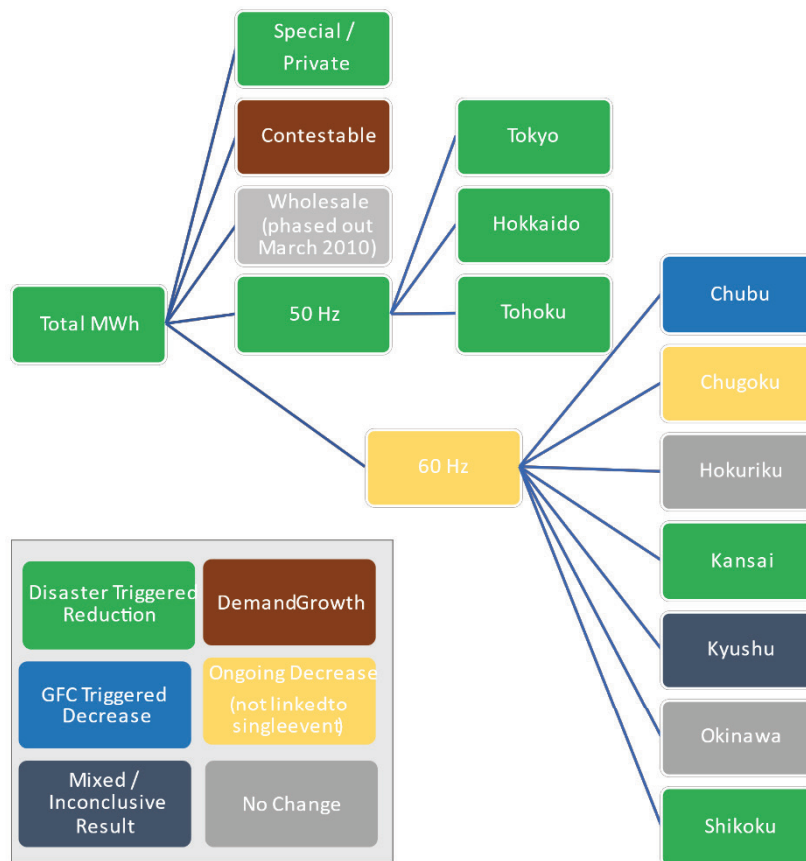 Special /
Private
Contestable
Wholesale
(phased out
March 2010)
Total MWh
50 Hz
60 Hz
Tokyo
Hokkaido
Tohoku
Chubu
Chugoku
Hokuriku
Kansai
Kyushu
Okinawa
Shikoku
Disaster Triggered
Reduction
DemandGrowth
GFC Triggered
Decrease
Ongoing Decrease
(not linkedto
singleevent)
Mixed /
Inconclusive
Result
No Change